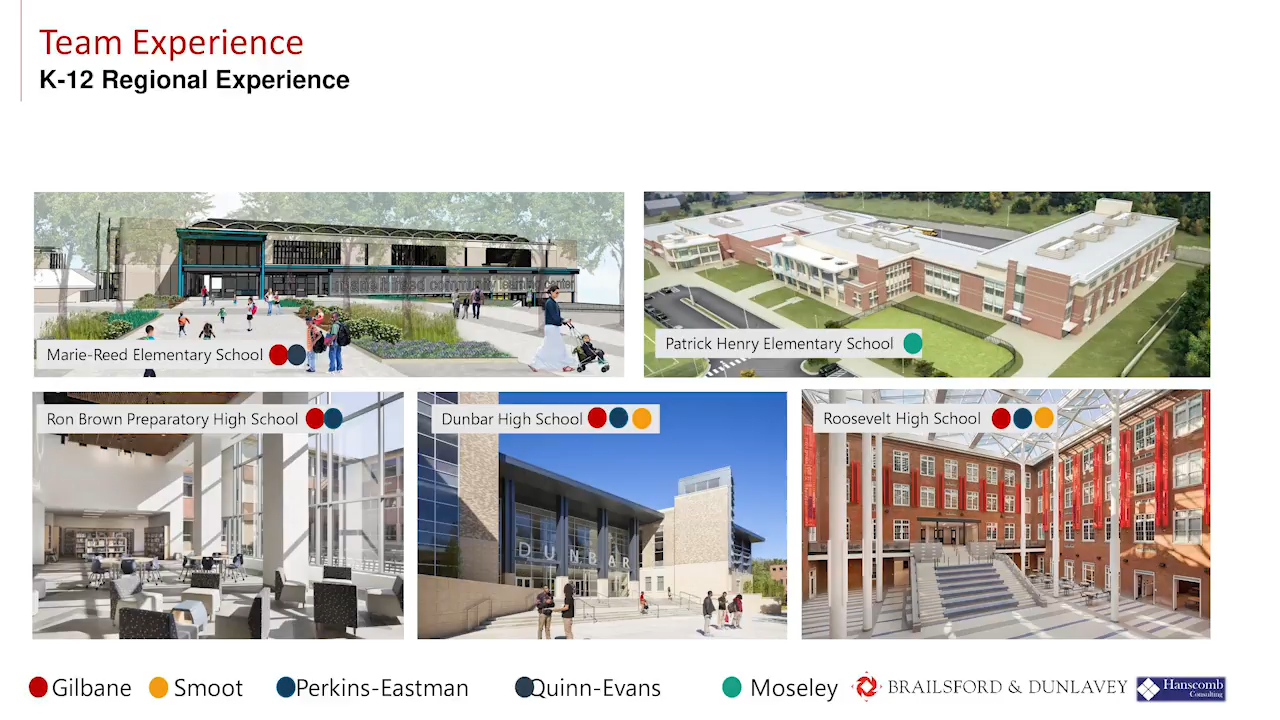 Team Experience
K-12 Regional Experience
Marie-Reed Elementary School
Patrick Henry Elementary School
Ron Brown Preparatory High School
Dunbar High School
Roosevelt High School
DUNBAR
Gilbane
Smoot
Perkins-Eastman
Quinn-Evans
Moseley
BRAILSFORD & DUNLAVEY
Hanscomb
Consulting